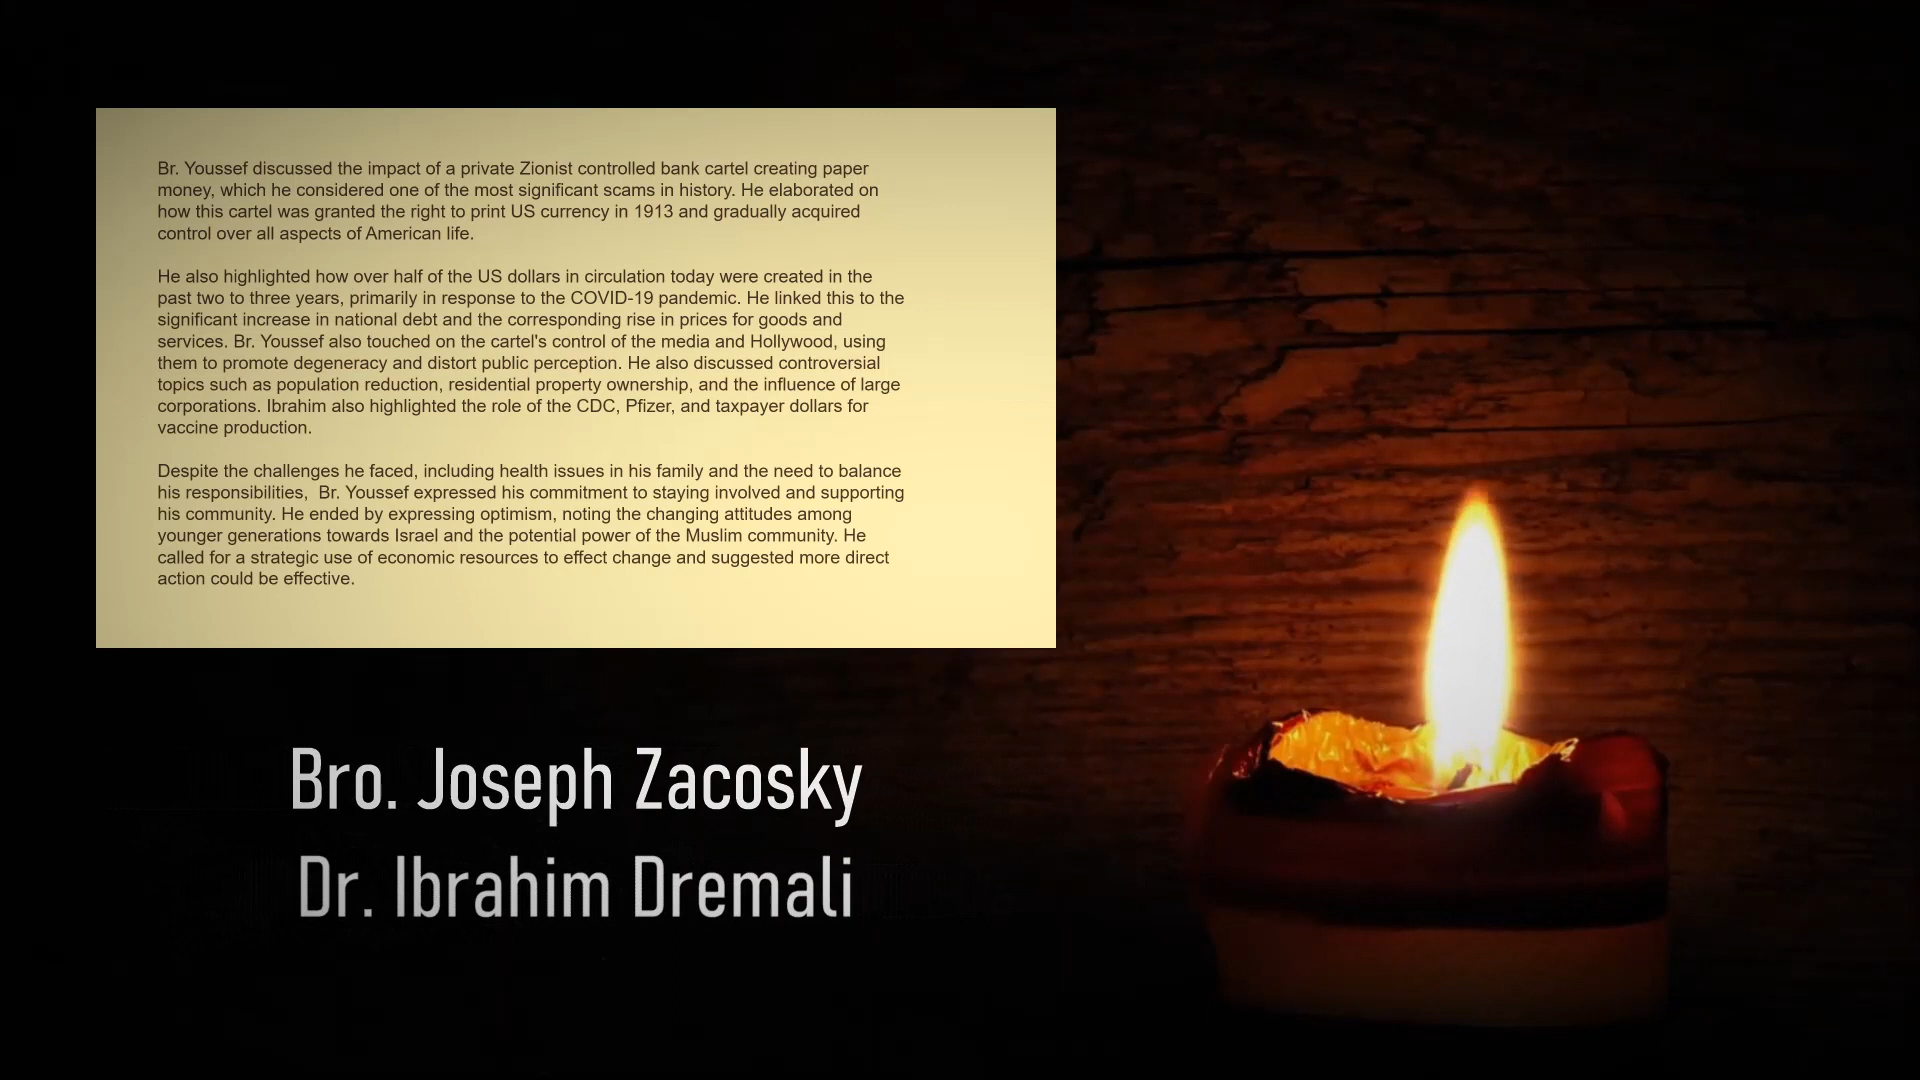 Br. Youssef discussed the impact of a private Zionist controlled bank cartel creating paper
money, which he considered one of the most significant scams in history. He elaborated on
how this cartel was granted the right to print US currency in 1913 and gradually acquired
control over all aspects of American life.
He also highlighted how over half of the US dollars in circulation today were created in the
past two to three years, primarily in response to the COVID-19 pandemic. He linked this to the
significant increase in national debt and the corresponding rise in prices for goods and
services. Br. Youssef also touched on the cartel's control of the media and Hollywood, using
them to promote degeneracy and distort public perception. He also discussed controversial
topics such as population reduction, residential property ownership, and the influence of large
corporations. Ibrahim also highlighted the role of the CDC, Pfizer, and taxpayer dollars for
vaccine production.
Despite the challenges he faced, including health issues in his family and the need to balance
his responsibilities,  Br. Youssef expressed his commitment to staying involved and supporting
his community. He ended by expressing optimism, noting the changing attitudes among
younger generations towards Israel and the potential power of the Muslim community. He
called for a strategic use of economic resources to effect change and suggested more direct
action could be effective.
Bro. Joseph Zacosky
Dr. Ibrahim Dremali